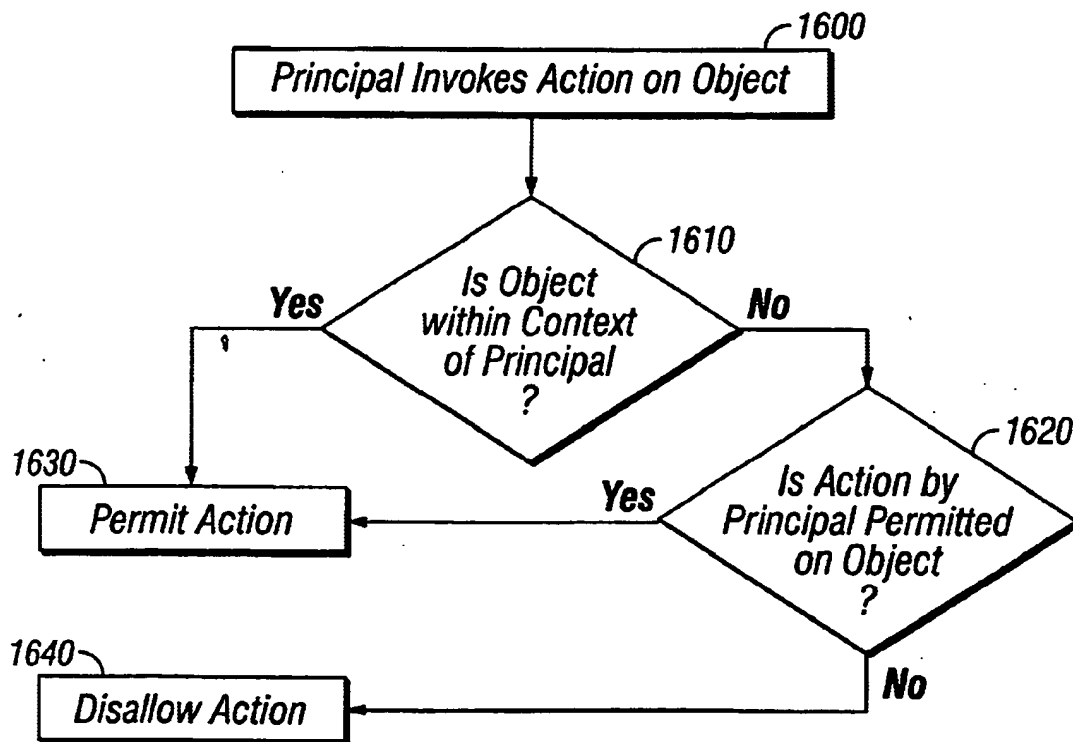 1600
Principal Invokes Action on Object
1610
Is Object
within Context
of Principal
?
Yes
No
1620
Is Action by
Principal Permitted
on Object
?
Yes
No
1630
Permit Action
1640
Disallow Action